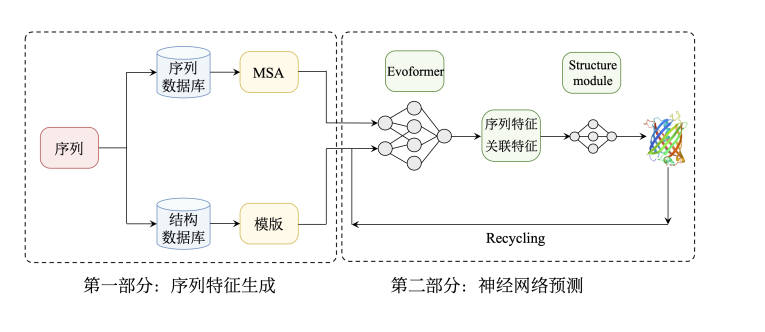 序列
序列
数据库
MSA
结构
数据库
模版
Evoformer
Structure
module
序列特征
关联特征
Recycling
第一部分：序列特征生成
第二部分：神经网络预测